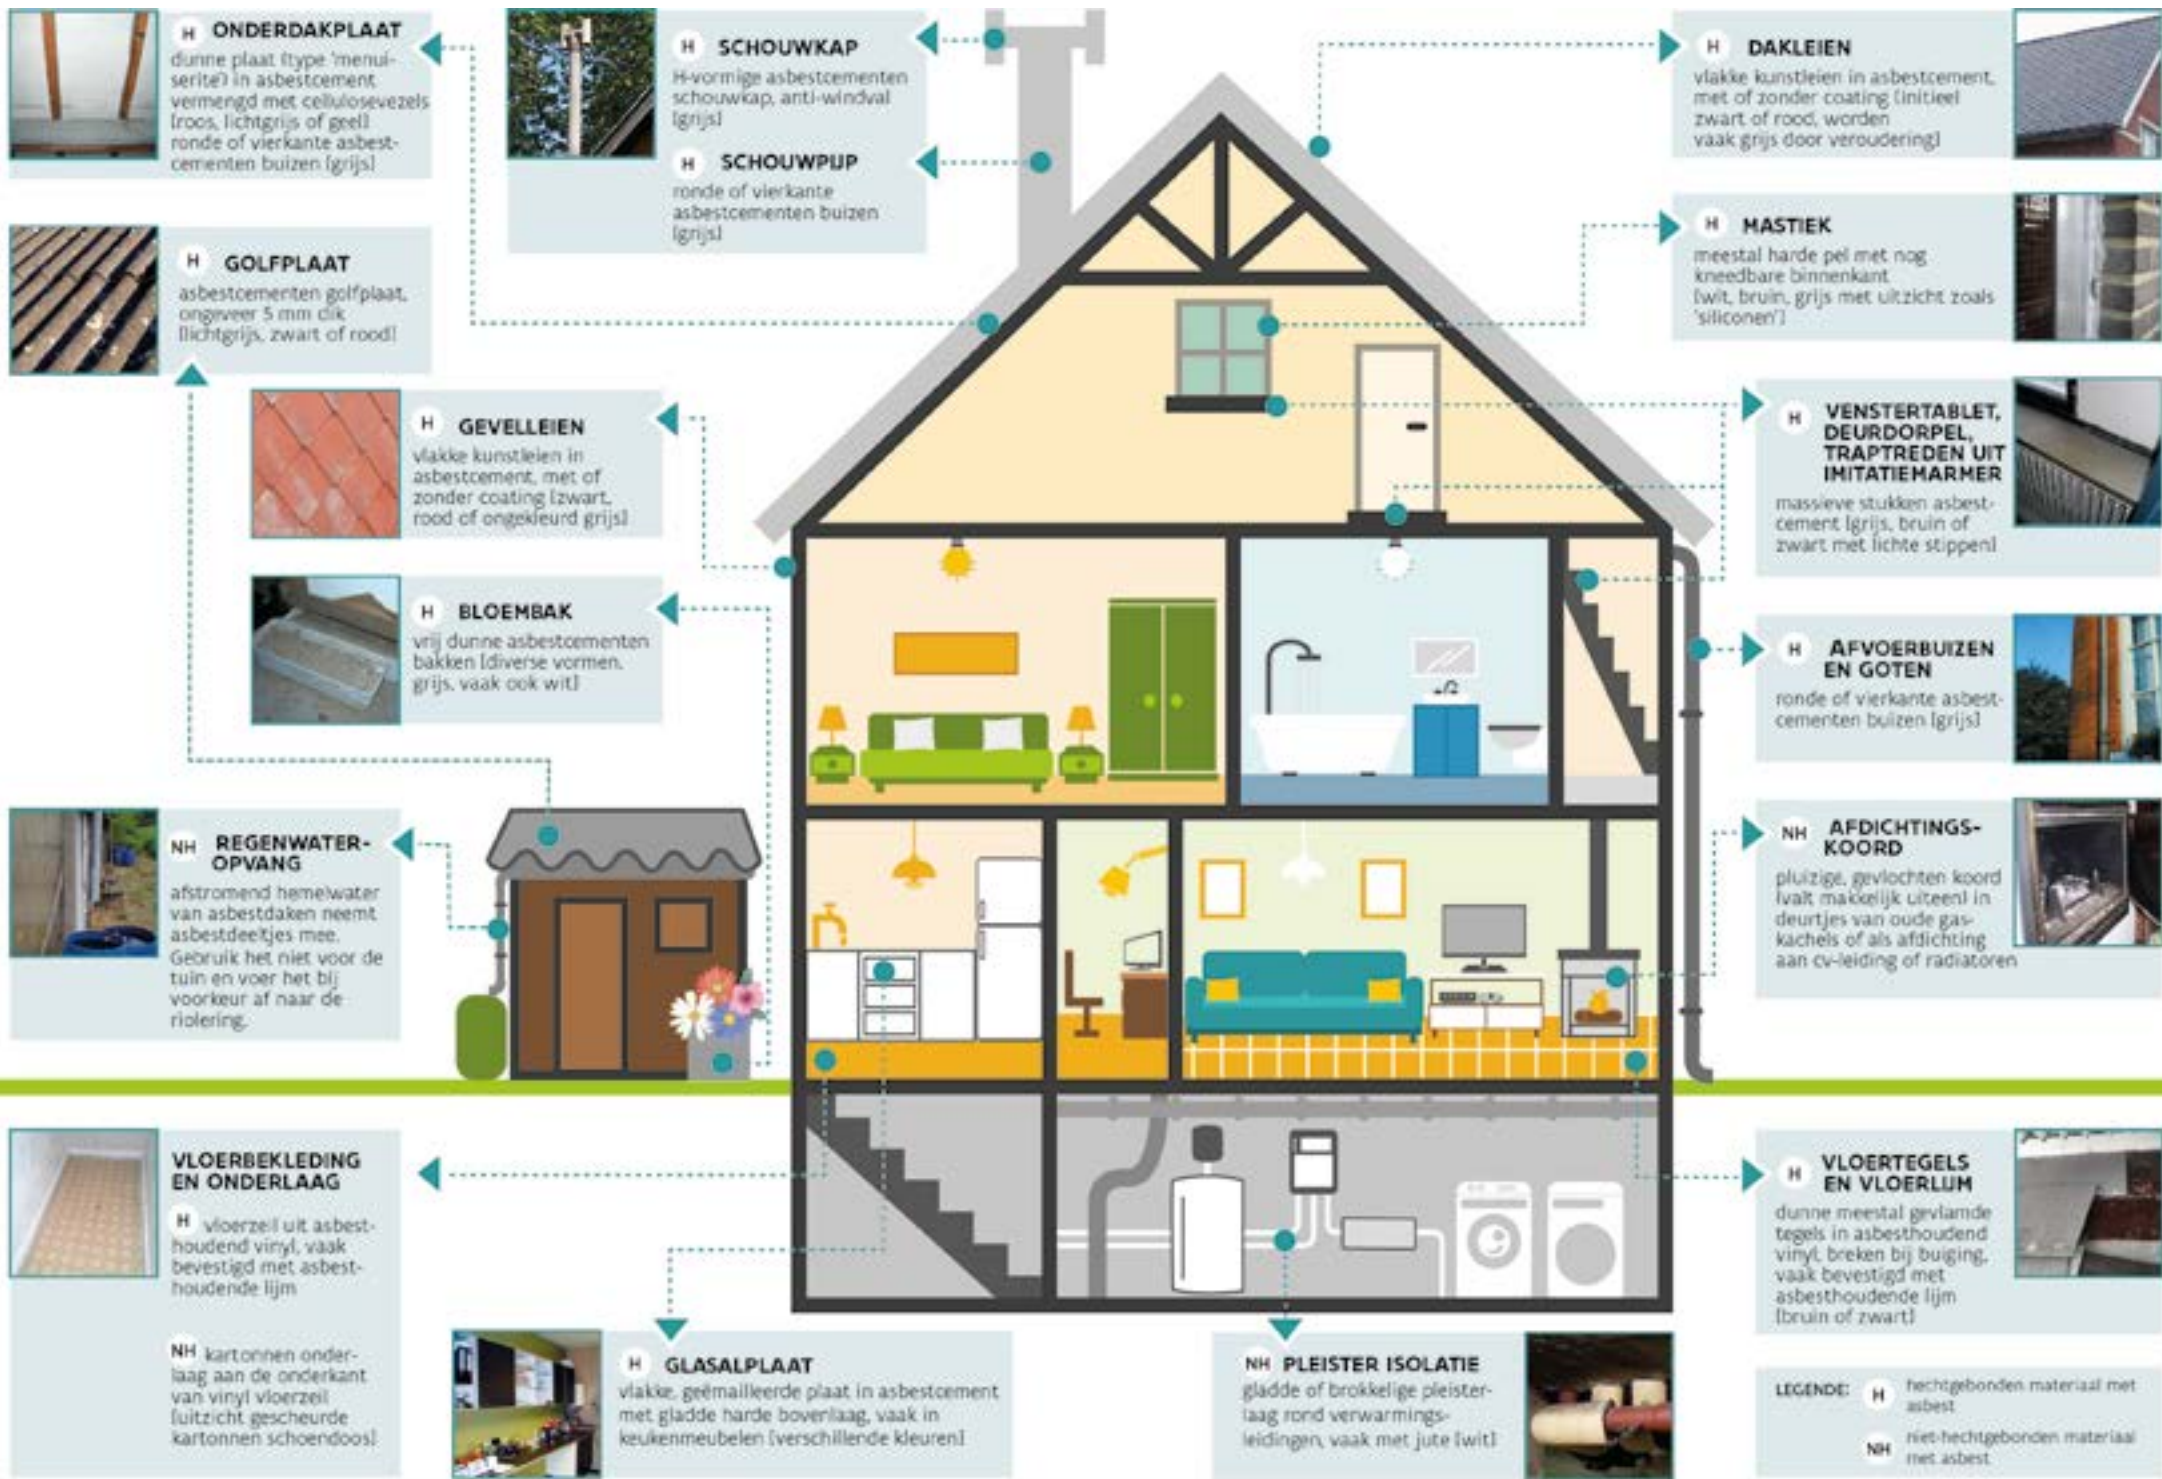 H ONDERDAKPLAAT
dunne plaat (type 'menui-
serite') in asbestcement
vermengd met cellulosevezels
[roos, lichtgrijs of geel]
ronde of vierkante asbest-
cementen buizen [grijs]
H SCHOUWKAP
H-vormige asbestcementen
schouwkap, anti-windval
[grijs]
H SCHOUWPIJP
ronde of vierkante
asbestcementen buizen
[grijs]
H DAKLEIEN
vlakke kunstleien in asbestcement,
met of zonder coating [initieel
zwart of rood, worden
vaak grijs door veroudering]
H GOLFPLAAT
asbestcementen golfplaat,
ongeveer 5 mm dik
[lichtgrijs, zwart of rood]
H MASTIEK
meestal harde pel met nog
kneedbare binnenkant
[wit, bruin, grijs met uitzicht zoals
'siliconen']
H GEVELLEIEN
vlakke kunstleien in
asbestcement, met of
zonder coating [zwart,
rood of ongekleurd grijs]
H VENSTERTABLET,
DEURDORPEL,
TRAPTREDEN UIT
IMITATIEMARMER
massieve stukken asbest-
cement [grijs, bruin of
zwart met lichte stippen]
H BLOEMBAK
vrij dunne asbestcementen
bakken [diverse vormen,
grijs, vaak ook wit]
H AFVOERBUIZEN
EN GOTEN
ronde of vierkante asbest-
cementen buizen [grijs]
NH REGENWATER-
OPVANG
afstromend hemelwater
van asbestdaken neemt
asbestdeeltjes mee.
Gebruik het niet voor de
tuin en voer het bij
voorkeur af naar de
riolering.
NH AFDICHTINGS-
KOORD
pluizige, gevlochten koord
[valt makkelijk uiteen] in
deurtjes van oude gas-
kachels of als afdichting
aan cv-leiding of radiatoren
VLOERBEKLEDING
EN ONDERLAAG
H vloerzeil uit asbest-
houdend vinyl, vaak
bevestigd met asbest-
houdende lijm
NH kartonnen onder-
laag aan de onderkant
van vinyl vloerzeil
[uitzicht gescheurde
kartonnen schoendoos]
H VLOERTEGELS
EN VLOERLIJM
dunne meestal gevlamde
tegels in asbesthoudend
vinyl, breken bij buiging,
vaak bevestigd met
asbesthoudende lijm
[bruin of zwart]
H GLASALPLAAT
vlakke, geëmailleerde plaat in asbestcement
met gladde harde bovenlaag, vaak in
keukenmeubelen [verschillende kleuren]
NH PLEISTER ISOLATIE
gladde of brokkelige pleister-
laag rond verwarmings-
leidingen, vaak met jute [wit]
LEGENDE: H hechtgebonden materiaal met
asbest
NH niet-hechtgebonden materiaal
met asbest